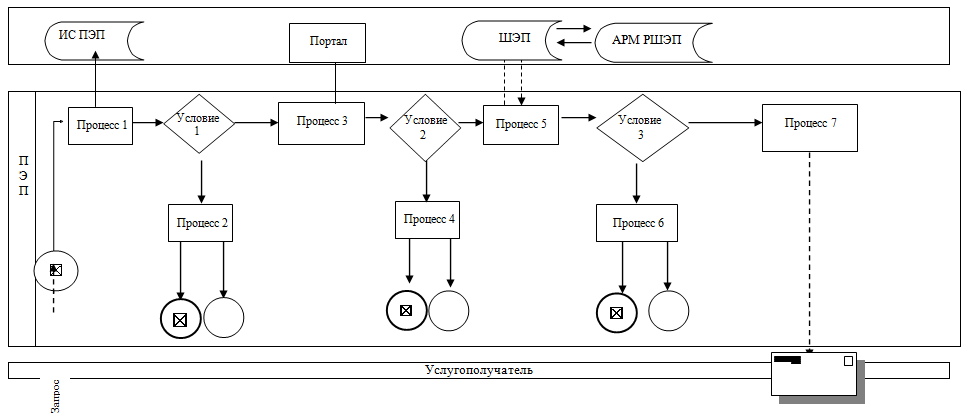 ИС ПЭП
Портал
ШЭП
АРМ РШЭП
Процесс 1
Условие
1
Процесс 3
Условие
2
Процесс 5
Условие
3
Процесс 7
П
Э
П
Процесс 2
Процесс 4
Процесс 6
Услугополучатель
Запрос